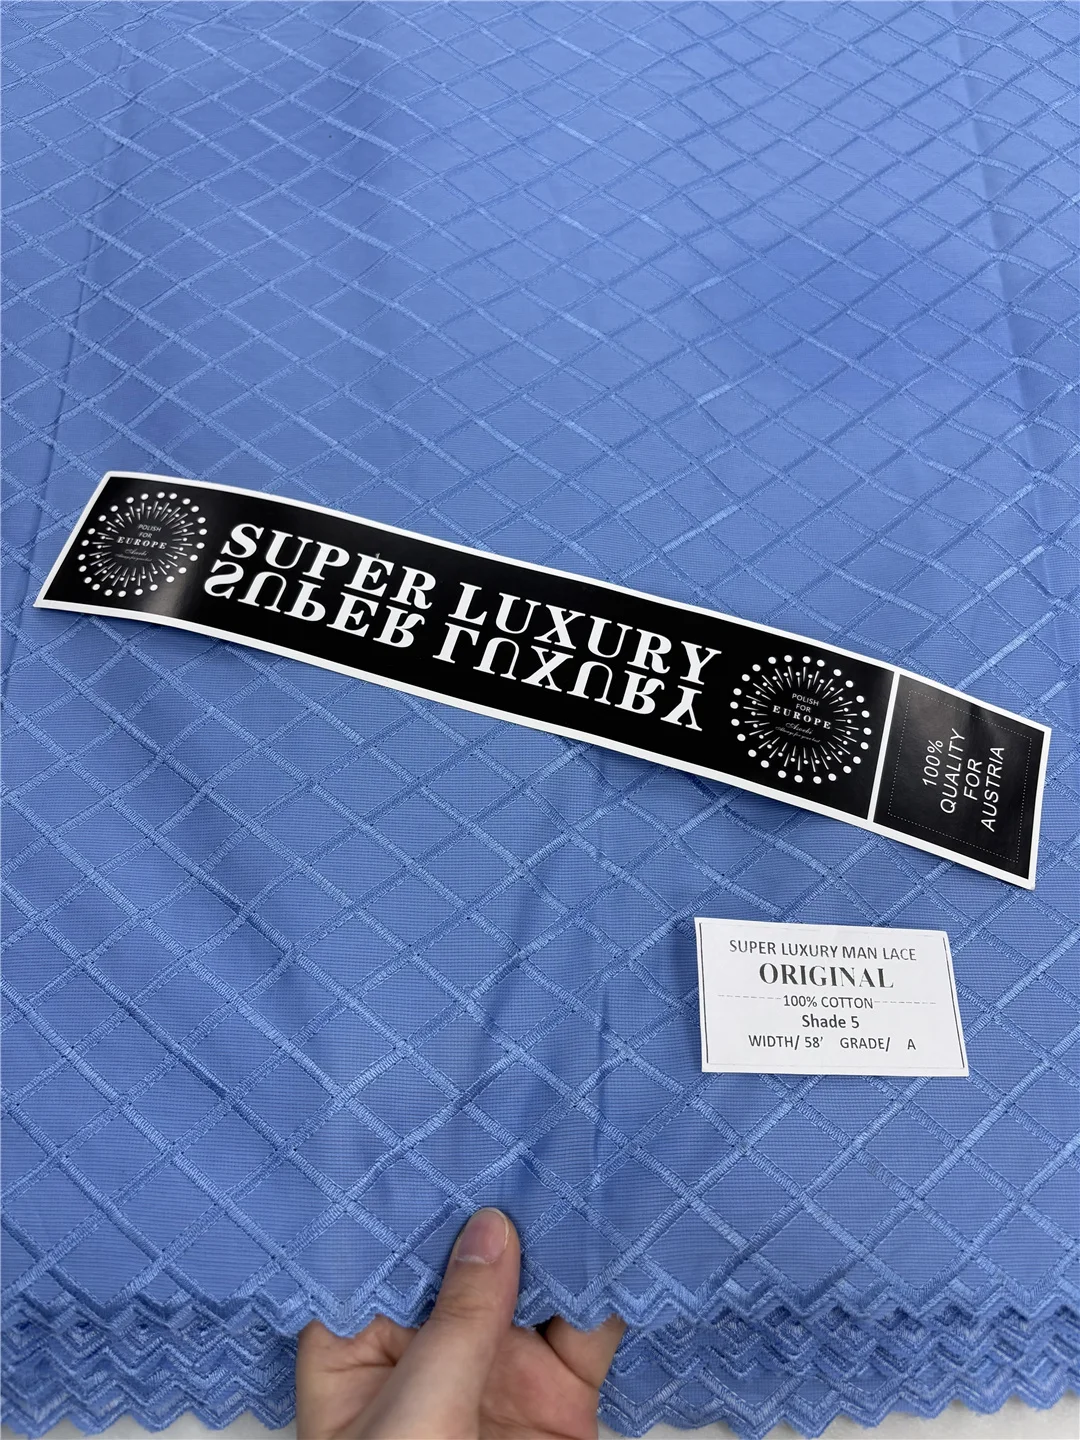 POLISH
FOR
EUROPE
SUPER LUXURY
SUPER LUXURY
POLISH
FOR
EUROPE
100%
QUALITY
FOR
AUSTRIA
SUPER LUXURY MAN LACE
ORIGINAL
100% COTTON
Shade 5
WIDTH/ 58' GRADE/ A